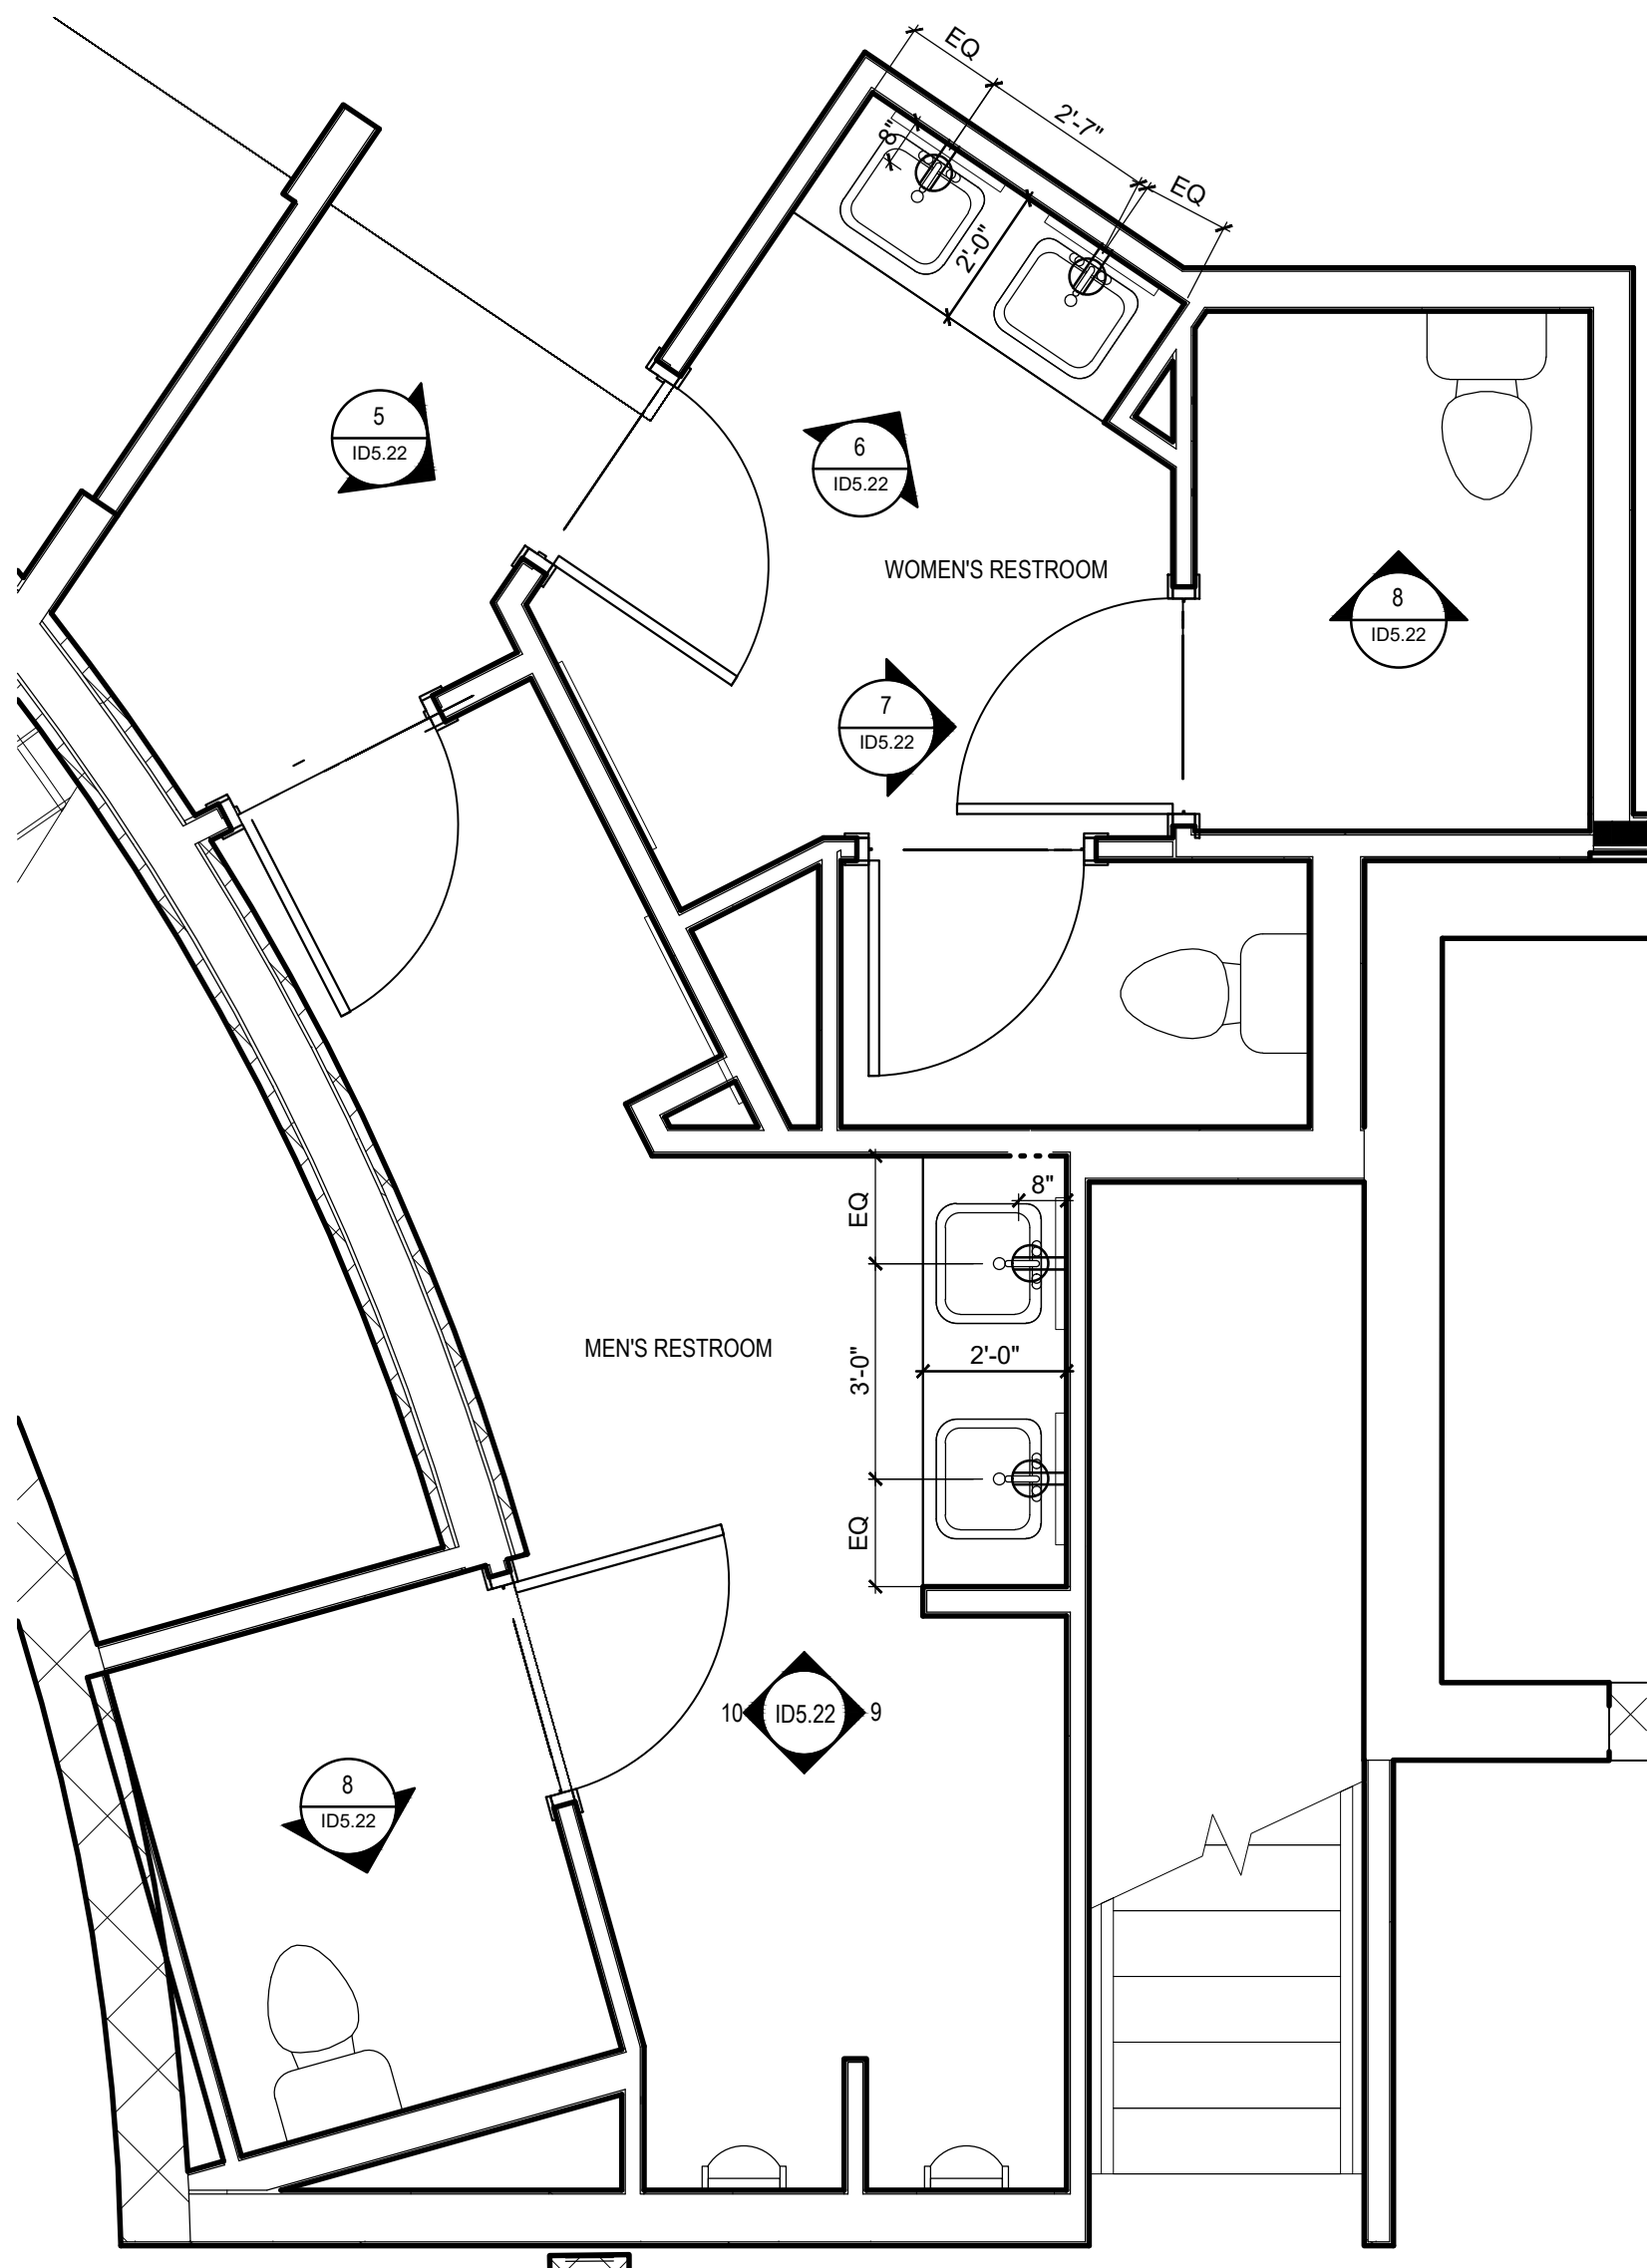 EQ
2'-7"
EQ
8"
2'-0"
5
ID5.22
6
ID5.22
WOMEN'S RESTROOM
8
ID5.22
7
ID5.22
8"
EQ
MEN'S RESTROOM
2'-0"
3'-0"
EQ
10
ID5.22
9
8
ID5.22